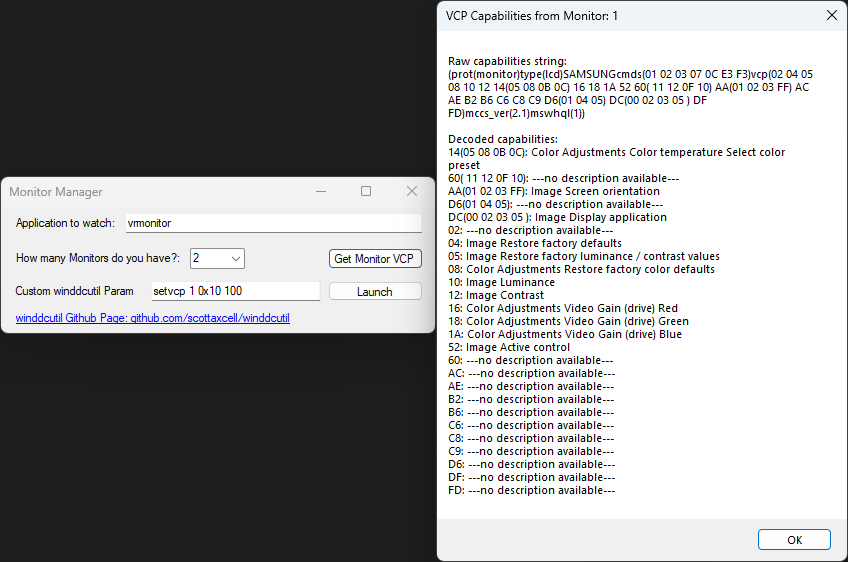 Monitor Manager
Application to watch:
vrmonitor
How many Monitors do you have?:
2
Get Monitor VCP
Custom winddcutil Param
setvcp 1 0x10 100
Launch
winddcutil Github Page: github.com/scottaxcell/winddcutil
VCP Capabilities from Monitor: 1
Raw capabilities string:
(prot(monitor)type(lcd)SAMSUNGcmds(01 02 03 07 0C E3 F3)vcp(02 04 05
08 10 12 14(05 08 0B 0C) 16 18 1A 52 60( 11 12 0F 10) AA(01 02 03 FF) AC
AE B2 B6 C6 C8 C9 D6(01 04 05) DC(00 02 03 05 ) DF
FD)mccs_ver(2.1)mswhql(1))
Decoded capabilities:
14(05 08 0B 0C): Color Adjustments Color temperature Select color
preset
60( 11 12 0F 10): ---no description available---
AA(01 02 03 FF): Image Screen orientation
D6(01 04 05): ---no description available---
DC(00 02 03 05 ): Image Display application
02: ---no description available---
04: Image Restore factory defaults
05: Image Restore factory luminance / contrast values
08: Color Adjustments Restore factory color defaults
10: Image Luminance
12: Image Contrast
16: Color Adjustments Video Gain (drive) Red
18: Color Adjustments Video Gain (drive) Green
1A: Color Adjustments Video Gain (drive) Blue
52: Image Active control
60: ---no description available---
AC: ---no description available---
AE: ---no description available---
B2: ---no description available---
B6: ---no description available---
C6: ---no description available---
C8: ---no description available---
C9: ---no description available---
D6: ---no description available---
DF: ---no description available---
FD: ---no description available---
OK